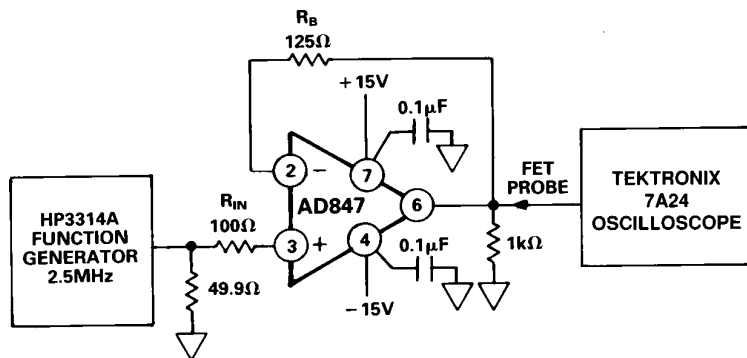 R_B
125Ω
+15V
0.1μF
2
−
7
AD847
6
3
+
4
R_IN
100Ω
HP3314A
FUNCTION
GENERATOR
2.5MHz
49.9Ω
0.1μF
−15V
FET
PROBE
1kΩ
TEKTRONIX
7A24
OSCILLOSCOPE